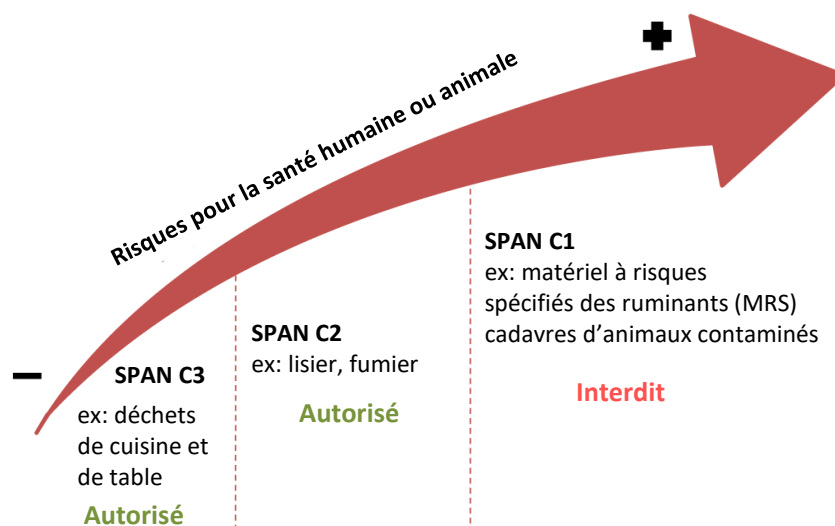 +
Risques pour la santé humaine ou animale
–
SPAN C3
ex: déchets
de cuisine et
de table
Autorisé
SPAN C2
ex: lisier, fumier
Autorisé
SPAN C1
ex: matériel à risques
spécifiés des ruminants (MRS)
cadavres d’animaux contaminés
Interdit